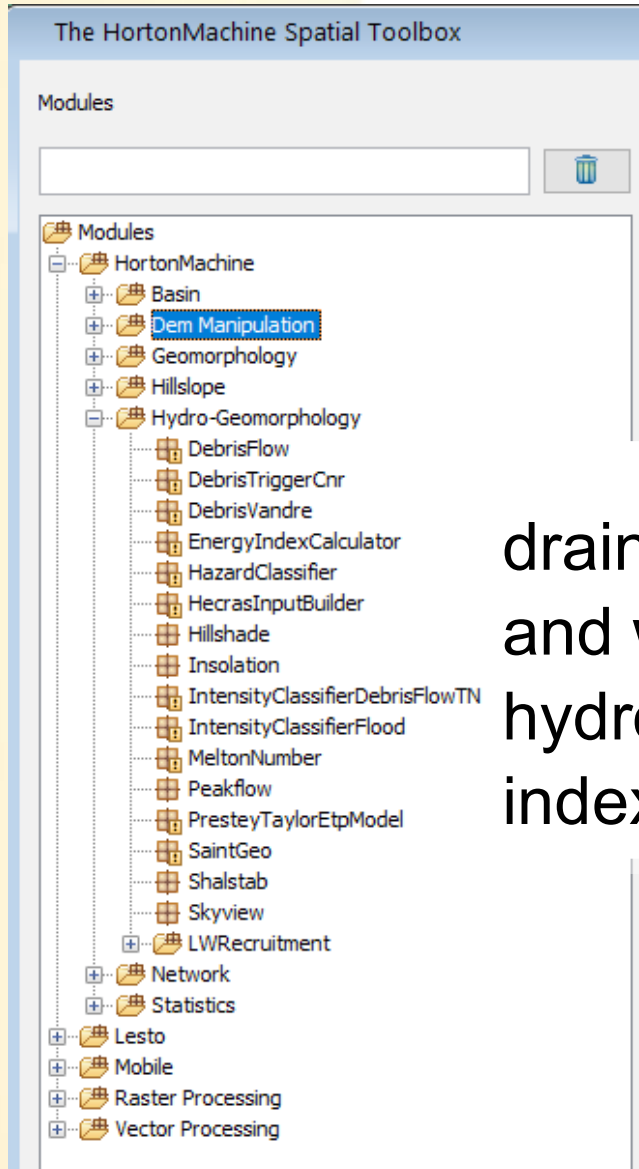 The HortonMachine Spatial Toolbox
Modules
Modules
HortonMachine
Basin
Dem Manipulation
Geomorphology
Hillslope
Hydro-Geomorphology
DebrisFlow
DebrisTriggerCnr
DebrisVandre
EnergyIndexCalculator
HazardClassifier
HecrasInputBuilder
Hillshade
Insolation
IntensityClassifierDebrisFlowTN
IntensityClassifierFlood
MeltonNumber
Peakflow
PresteyTaylorEtpModel
SaintGeo
Shalstab
Skyview
LWRecruitment
Network
Statistics
Lesto
Mobile
Raster Processing
Vector Processing
and